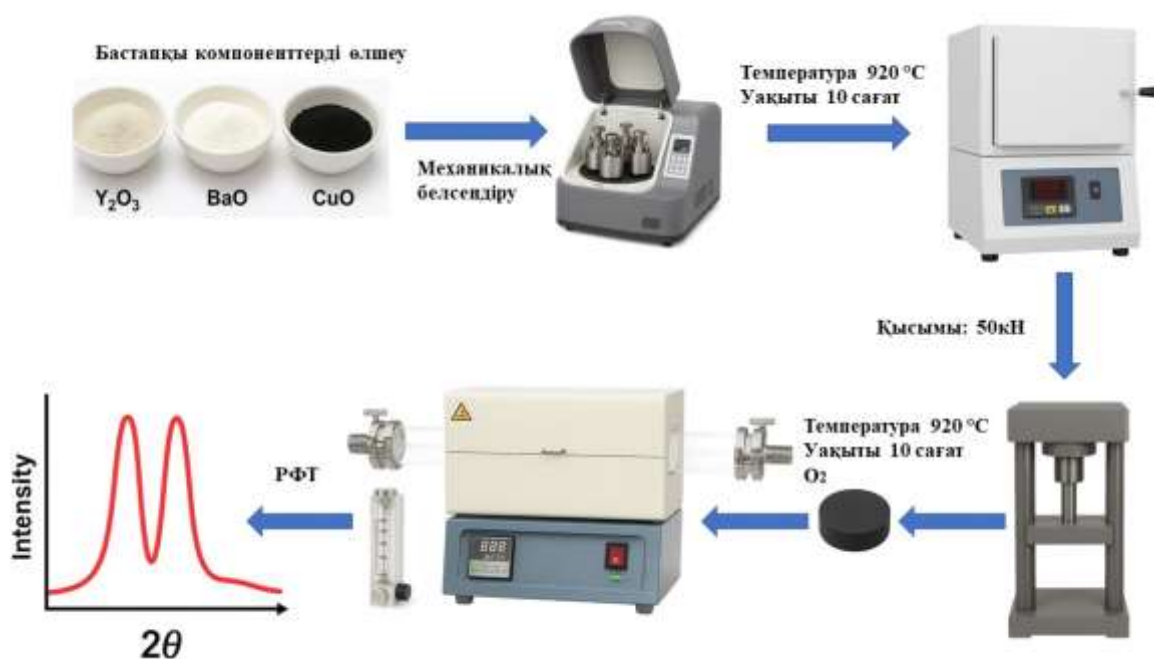 Бастапқы компоненттерді өлшеу
Y₂O₃ BaO CuO
Механикалық
белсендіру
Температура 920 °C
Уақыты 10 сағат
Қысымы: 50кН
Температура 920 °C
Уақыты 10 сағат
O₂
РФТ
Intensity
2θ